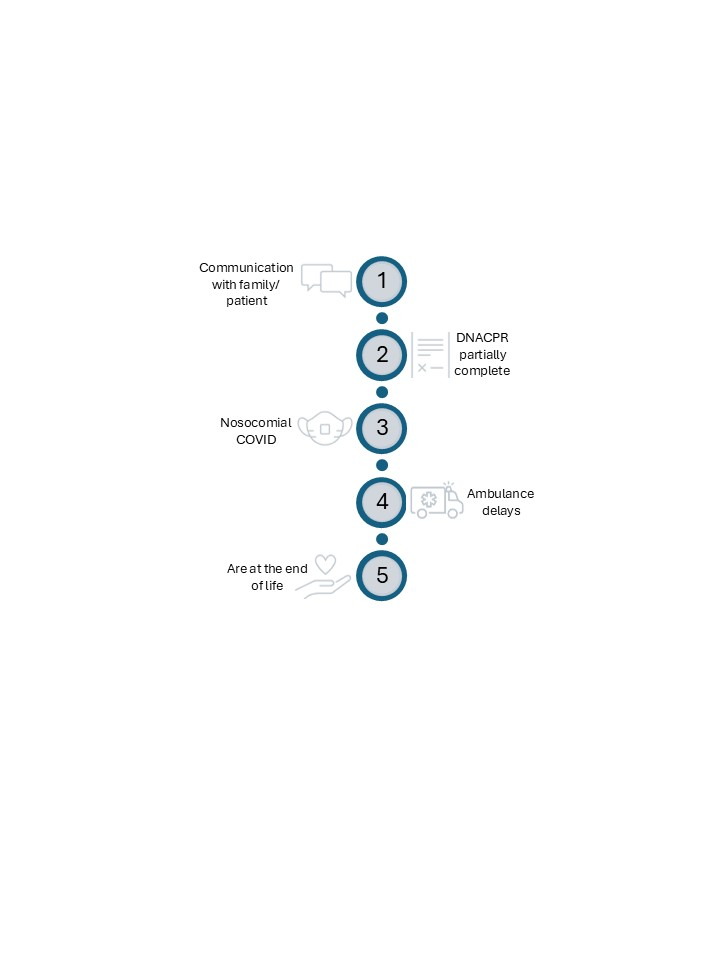 Communication
with family/
patient
1
2
DNACPR
partially
complete
Nosocomial
COVID
3
4
Ambulance
delays
Are at the end
of life
5